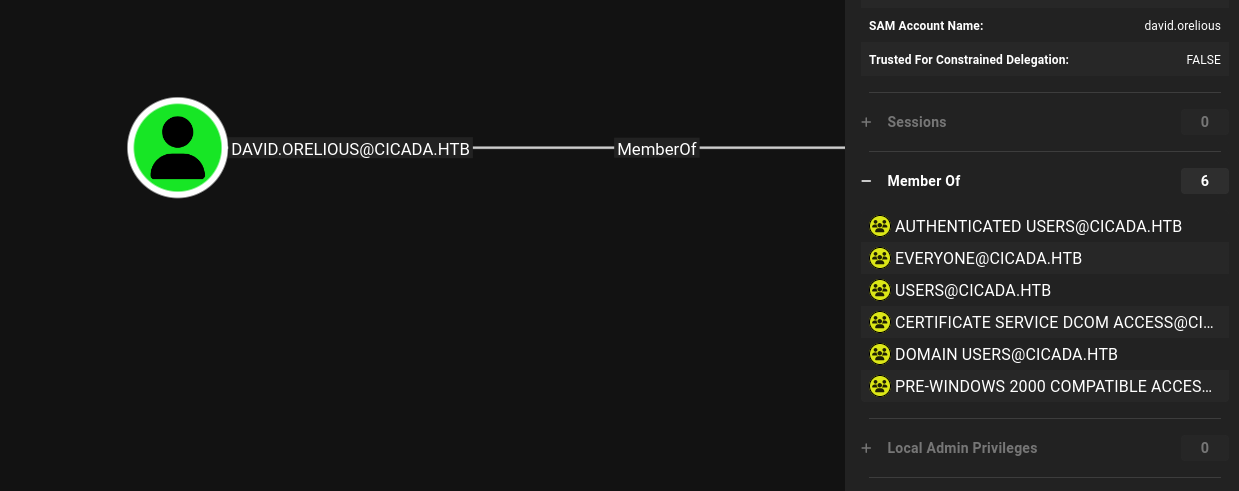 DAVID.ORELIOUS@CICADA.HTB
MemberOf
SAM Account Name: david.orelious
Trusted For Constrained Delegation: FALSE
+ Sessions 0
− Member Of 6
AUTHENTICATED USERS@CICADA.HTB
EVERYONE@CICADA.HTB
USERS@CICADA.HTB
CERTIFICATE SERVICE DCOM ACCESS@CI...
DOMAIN USERS@CICADA.HTB
PRE-WINDOWS 2000 COMPATIBLE ACCES...
+ Local Admin Privileges 0